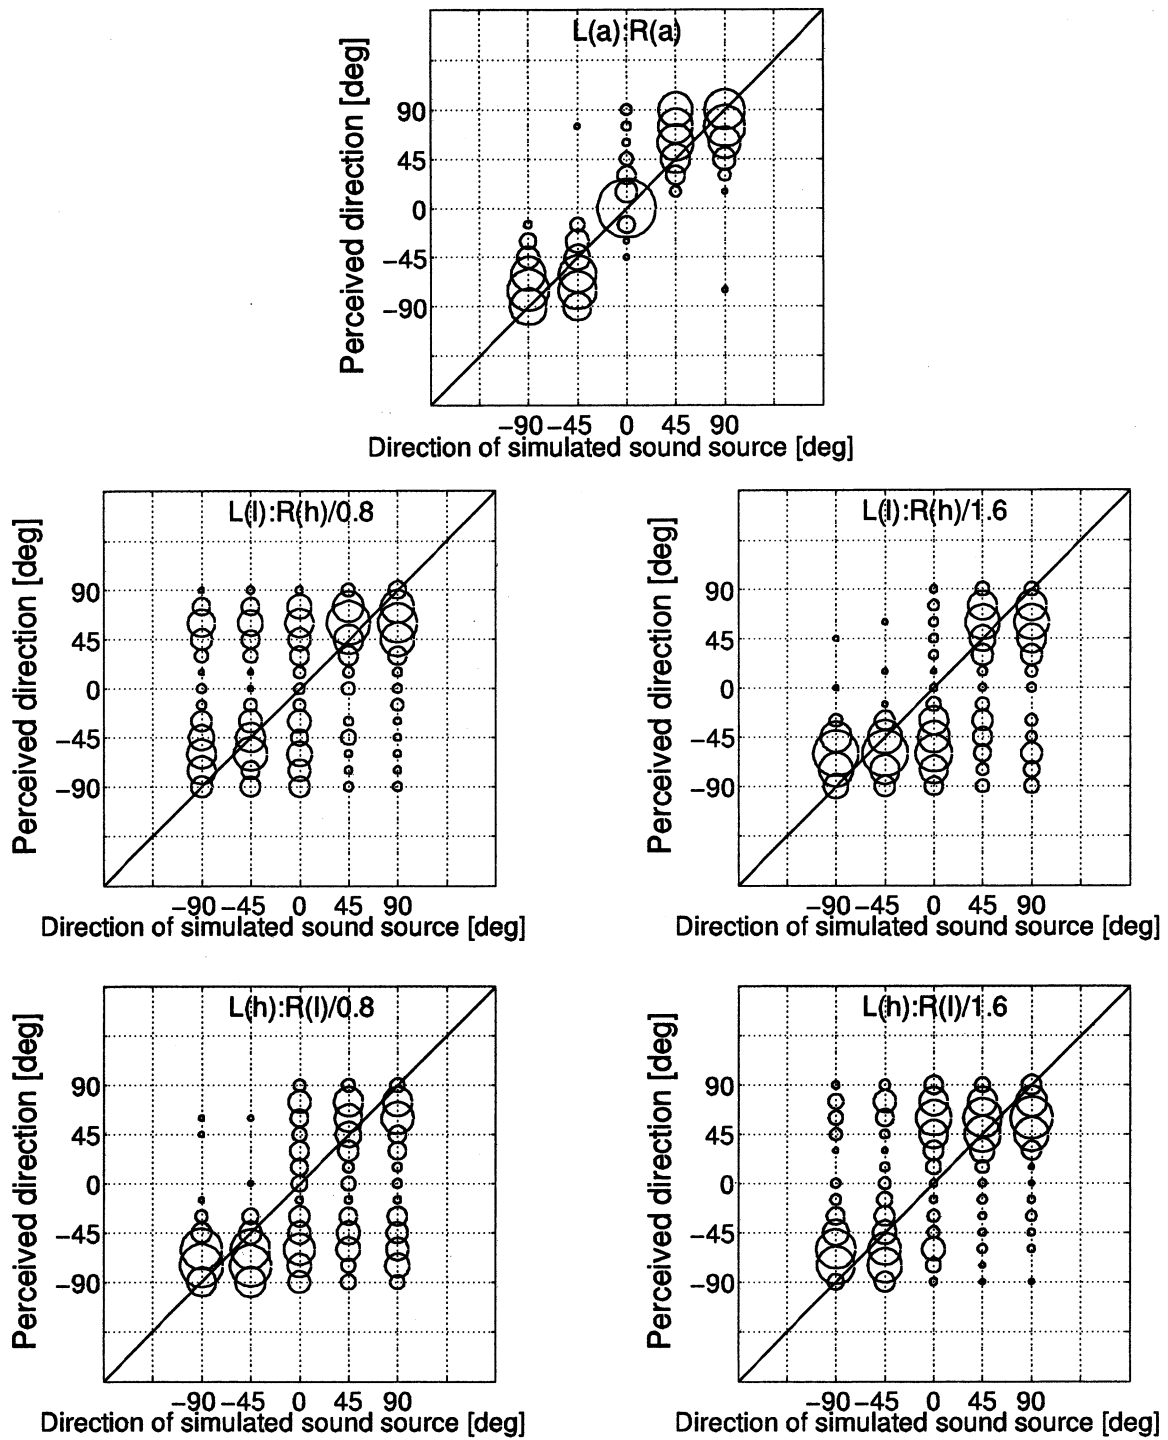 L(a):R(a)
Perceived direction [deg]
90
45
0
−45
−90
−90 −45 0 45 90
Direction of simulated sound source [deg]
L(l):R(h)/0.8
Perceived direction [deg]
90
45
0
−45
−90
−90 −45 0 45 90
Direction of simulated sound source [deg]
L(l):R(h)/1.6
Perceived direction [deg]
90
45
0
−45
−90
−90 −45 0 45 90
Direction of simulated sound source [deg]
L(h):R(l)/0.8
Perceived direction [deg]
90
45
0
−45
−90
−90 −45 0 45 90
Direction of simulated sound source [deg]
L(h):R(l)/1.6
Perceived direction [deg]
90
45
0
−45
−90
−90 −45 0 45 90
Direction of simulated sound source [deg]